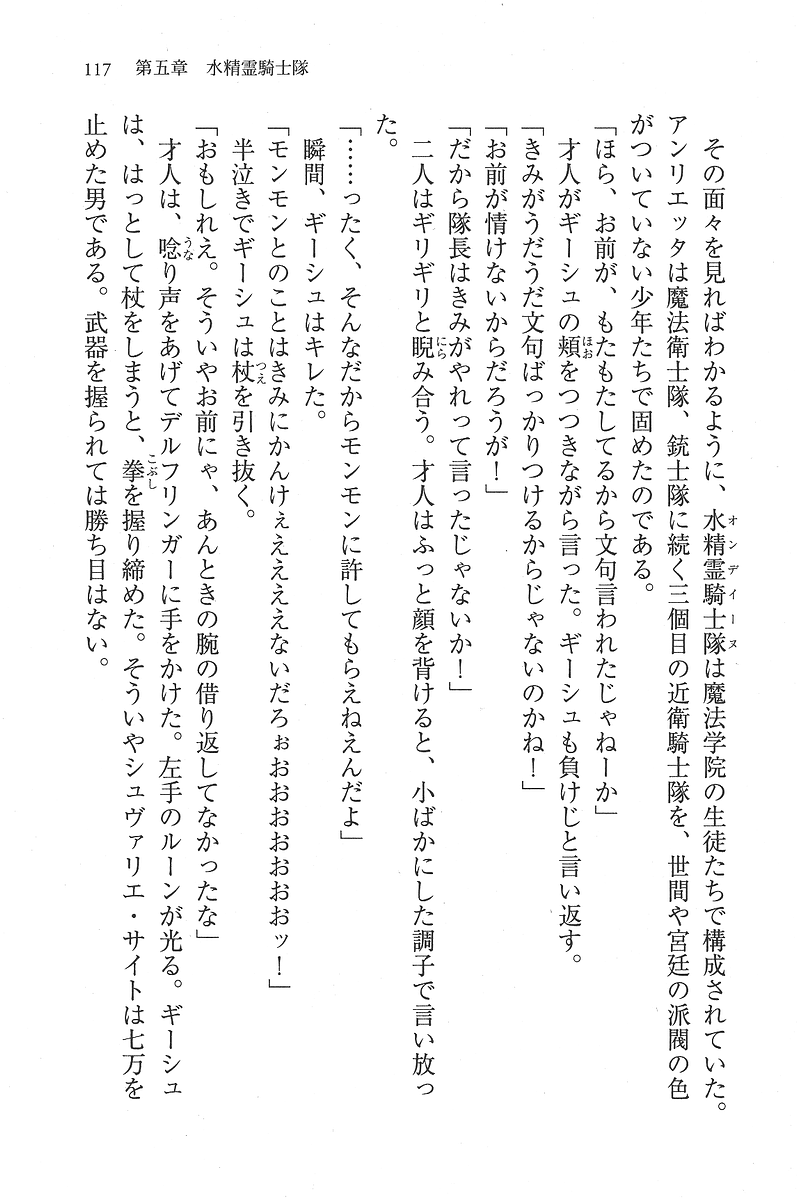 117　第五章　水精霊騎士隊
　その面々を見ればわかるように、水精霊騎士隊は魔法学院の生徒たちで構成されていた。
オンディーヌ
アンリエッタは魔法衛士隊、銃士隊に続く三個目の近衛騎士隊を、世間や宮廷の派閥の色
がついていない少年たちで固めたのである。
「ほら、お前が、もたもたしてるから文句言われたじゃねーか」
　才人がギーシュの頬をつつきながら言った。ギーシュも負けじと言い返す。
ほお
「きみがうだうだ文句ばっかりつけるからじゃないのかね！」
「お前が情けないからだろうが！」
「だから隊長はきみがやれって言ったじゃないか！」
　二人はギリギリと睨み合う。才人はふっと顔を背けると、小ばかにした調子で言い放っ
にら
た。
「……ったく、そんなだからモンモンに許してもらえねえんだよ」
　瞬間、ギーシュはキレた。
「モンモンとのことはきみにかんけぇえええええないだろぉおおおおおおおッ！」
　半泣きでギーシュは杖を引き抜く。
つえ
「おもしれえ。そういやお前にゃ、あんときの腕の借り返してなかったな」
　才人は、唸り声をあげてデルフリンガーに手をかけた。左手のルーンが光る。ギーシュ
うな
は、はっとして杖をしまうと、拳を握り締めた。そういやシュヴァリエ・サイトは七万を
こぶし
止めた男である。武器を握られては勝ち目はない。